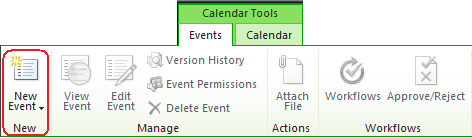 Calendar Tools
Events Calendar
New Event
View Event
Edit Event
Version History
Event Permissions
Delete Event
Attach File
Workflows
Approve/Reject
New
Manage
Actions
Workflows